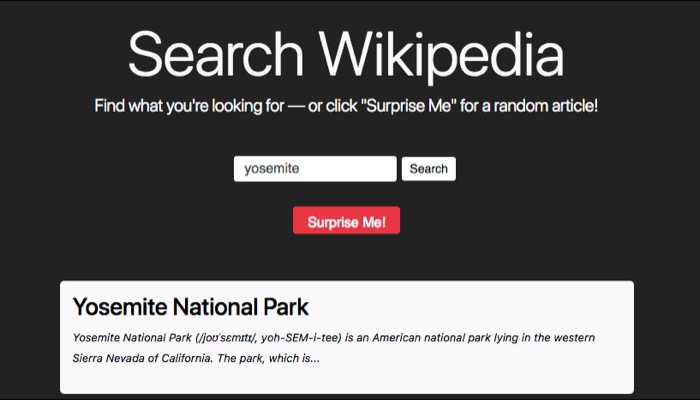 Search Wikipedia
Find what you're looking for — or click "Surprise Me" for a random article!
yosemite Search
Surprise Me!
Yosemite National Park
Yosemite National Park (/joʊˈsɛmɪtɪ/, yoh-SEM-i-tee) is an American national park lying in the western
Sierra Nevada of California. The park, which is...